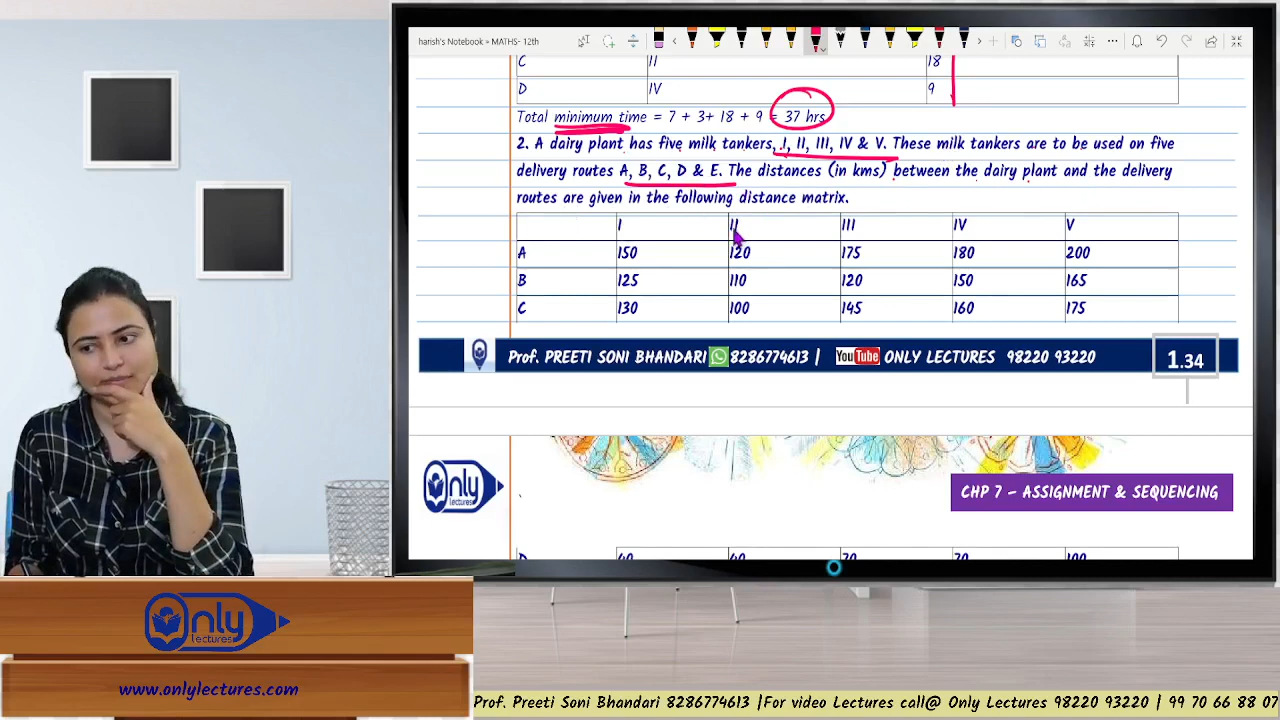 harish's Notebook » MATHS- 12th
C II 18
D IV 9
Total minimum time = 7 + 3+ 18 + 9 = 37 hrs
2. A dairy plant has five milk tankers, I, II, III, IV & V. These milk tankers are to be used on five
delivery routes A, B, C, D & E. The distances (in kms) between the dairy plant and the delivery
routes are given in the following distance matrix.
I II III IV V
A 150 120 175 180 200
B 125 110 120 150 165
C 130 100 145 160 175
Prof. PREETI SONI BHANDARI 8286774613 | YouTube ONLY LECTURES 98220 93220
1.34
Only
lectures
CHP 7 – ASSIGNMENT & SEQUENCING
D 100
Only
lectures
www.onlylectures.com
Prof. Preeti Soni Bhandari 8286774613 |For video Lectures call@ Only Lectures 98220 93220 | 99 70 66 88 07